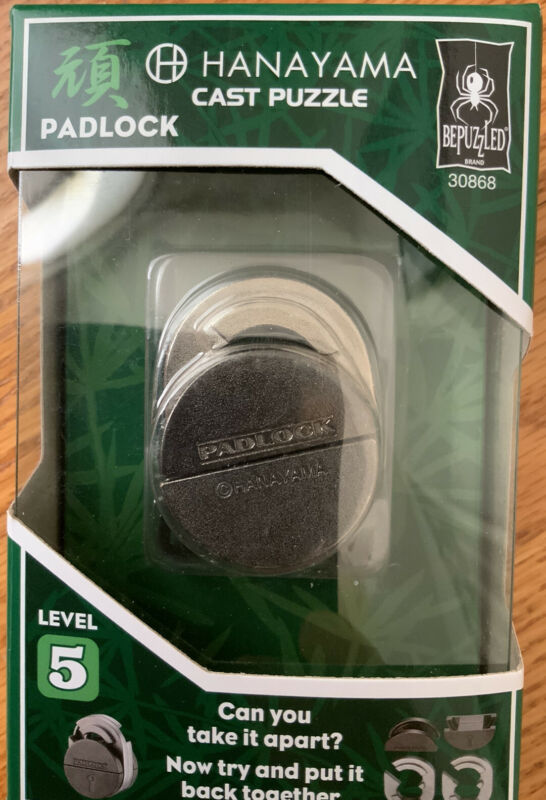 頑
HANAYAMA
CAST PUZZLE
PADLOCK
BEPUZZLED®
BRAND
30868
PADLOCK
©HANAYAMA
LEVEL
5
Can you
take it apart?
Now try and put it
back together